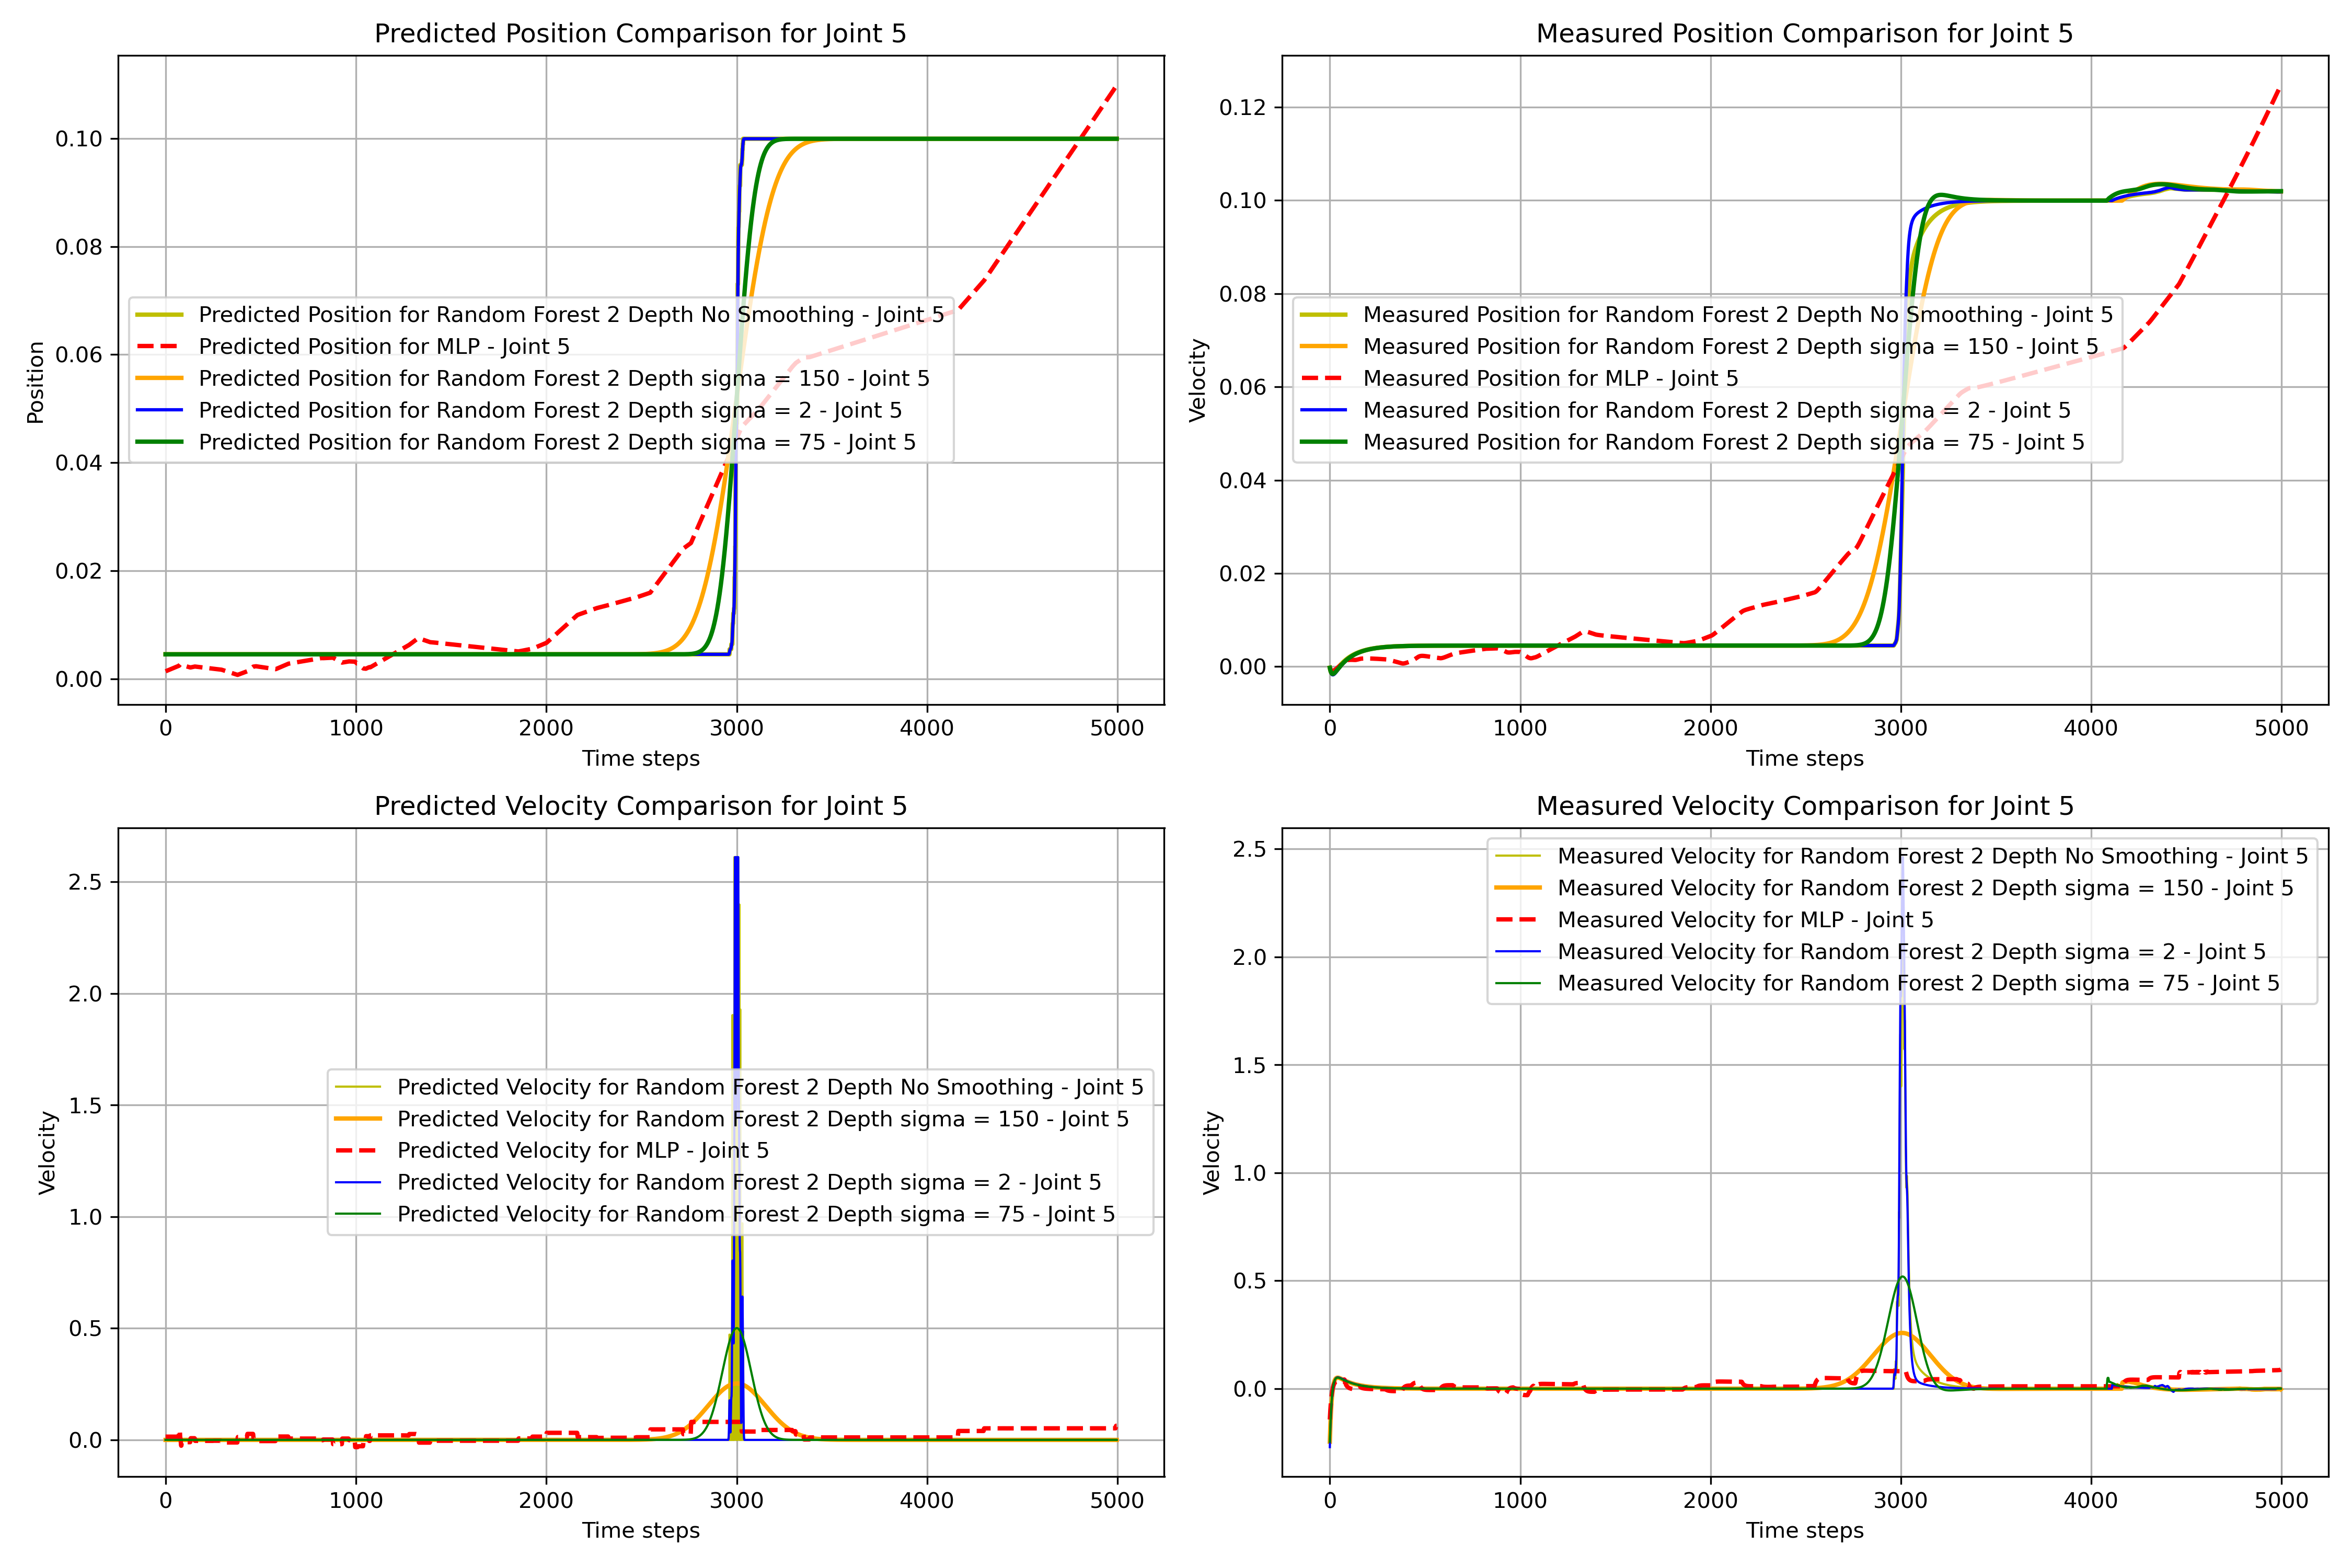 Predicted Position Comparison for Joint 5
Position
0.10
0.08
0.06
0.04
0.02
0.00
Predicted Position for Random Forest 2 Depth No Smoothing - Joint 5
Predicted Position for MLP - Joint 5
Predicted Position for Random Forest 2 Depth sigma = 150 - Joint 5
Predicted Position for Random Forest 2 Depth sigma = 2 - Joint 5
Predicted Position for Random Forest 2 Depth sigma = 75 - Joint 5
0 1000 2000 3000 4000 5000
Time steps
Measured Position Comparison for Joint 5
Velocity
0.12
0.10
0.08
0.06
0.04
0.02
0.00
Measured Position for Random Forest 2 Depth No Smoothing - Joint 5
Measured Position for Random Forest 2 Depth sigma = 150 - Joint 5
Measured Position for MLP - Joint 5
Measured Position for Random Forest 2 Depth sigma = 2 - Joint 5
Measured Position for Random Forest 2 Depth sigma = 75 - Joint 5
0 1000 2000 3000 4000 5000
Time steps
Predicted Velocity Comparison for Joint 5
Velocity
2.5
2.0
1.5
1.0
0.5
0.0
Predicted Velocity for Random Forest 2 Depth No Smoothing - Joint 5
Predicted Velocity for Random Forest 2 Depth sigma = 150 - Joint 5
Predicted Velocity for MLP - Joint 5
Predicted Velocity for Random Forest 2 Depth sigma = 2 - Joint 5
Predicted Velocity for Random Forest 2 Depth sigma = 75 - Joint 5
0 1000 2000 3000 4000 5000
Time steps
Measured Velocity Comparison for Joint 5
Velocity
2.5
2.0
1.5
1.0
0.5
0.0
Measured Velocity for Random Forest 2 Depth No Smoothing - Joint 5
Measured Velocity for Random Forest 2 Depth sigma = 150 - Joint 5
Measured Velocity for MLP - Joint 5
Measured Velocity for Random Forest 2 Depth sigma = 2 - Joint 5
Measured Velocity for Random Forest 2 Depth sigma = 75 - Joint 5
0 1000 2000 3000 4000 5000
Time steps